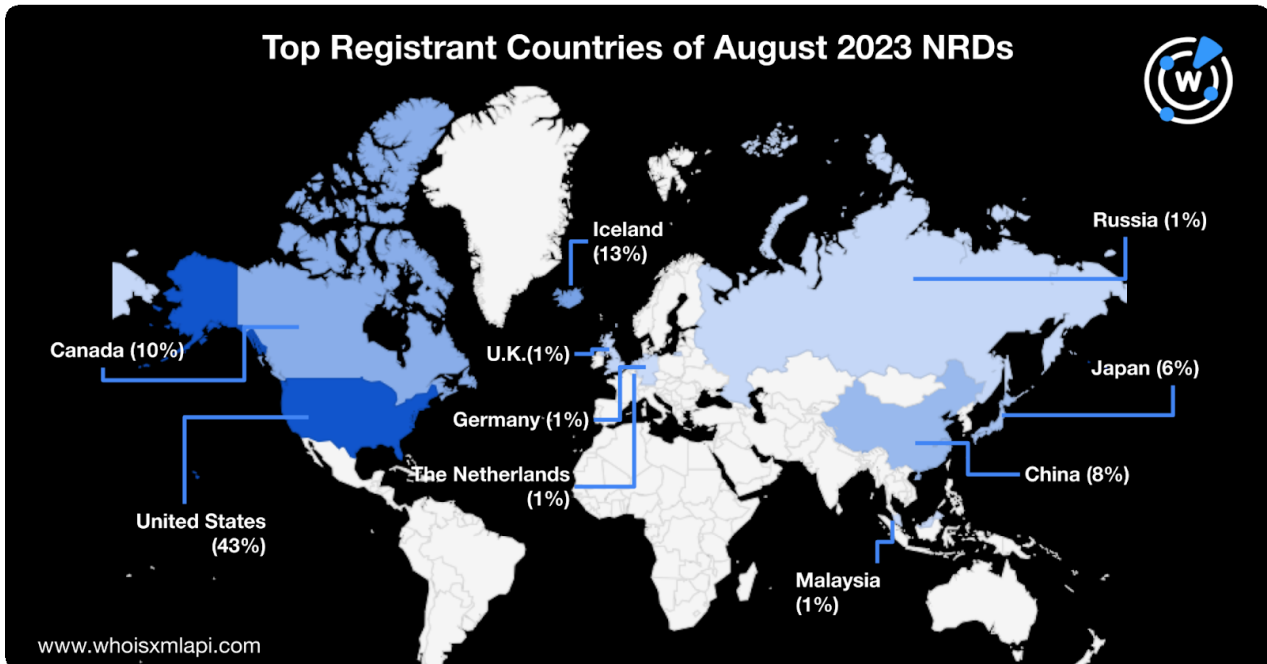 Top Registrant Countries of August 2023 NRDs
W
Iceland
(13%)
Russia (1%)
Canada (10%)
U.K.(1%)
Japan (6%)
Germany (1%)
The Netherlands
(1%)
China (8%)
United States
(43%)
Malaysia
(1%)
www.whoisxmlapi.com